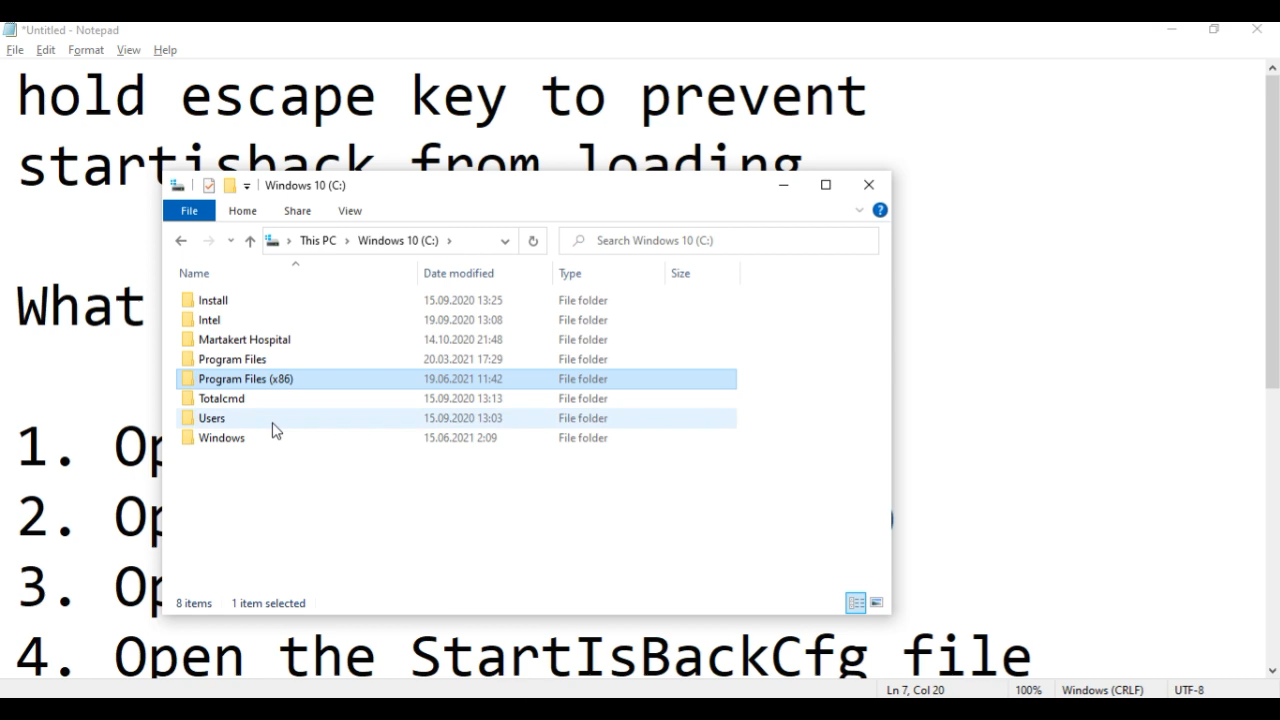 *Untitled - Notepad
File Edit Format View Help
hold escape key to prevent
startisback from loading
Windows 10 (C:)
File Home Share View
This PC Windows 10 (C:)
Search Windows 10 (C:)
Name Date modified Type Size
Install 15.09.2020 13:25 File folder
Intel 19.09.2020 13:08 File folder
Martakert Hospital 14.10.2020 21:48 File folder
Program Files 20.03.2021 17:29 File folder
Program Files (x86) 19.06.2021 11:42 File folder
Totalcmd 15.09.2020 13:13 File folder
Users 15.09.2020 13:03 File folder
Windows 15.06.2021 2:09 File folder
8 items 1 item selected
What
1. Op
2. Op
3. Op
4. Open the StartIsBackCfg file
Ln 7, Col 20 100% Windows (CRLF) UTF-8